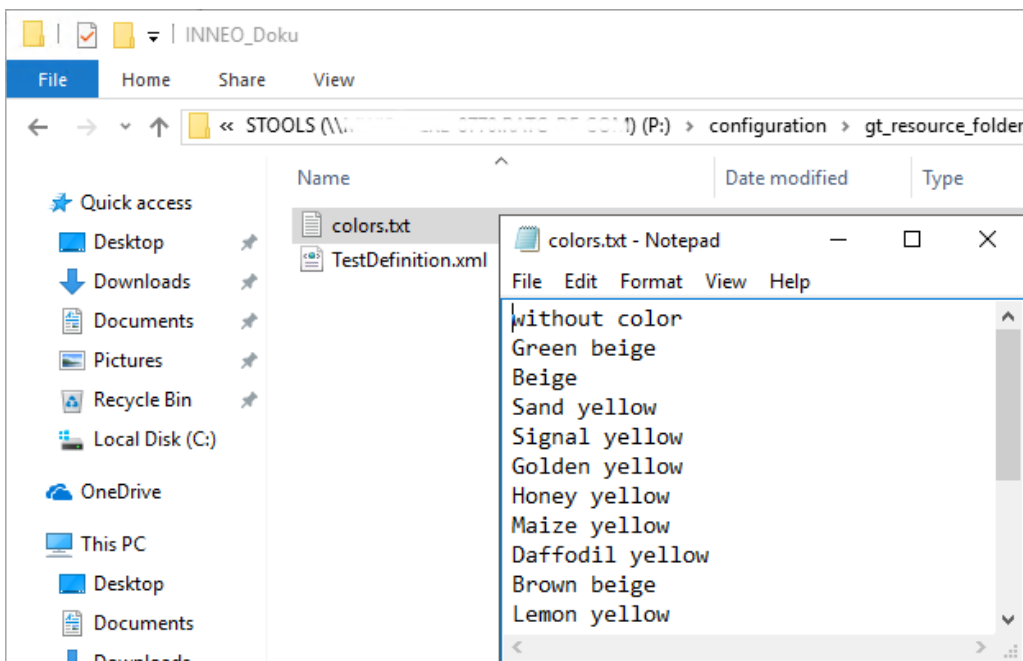 INNEO_Doku
File Home Share View
« STOOLS (\\ (P:) > configuration > gt_resource_folder
Name Date modified Type
Quick access
Desktop
Downloads
Documents
Pictures
Recycle Bin
Local Disk (C:)
OneDrive
This PC
Desktop
Documents
Downloads
colors.txt
TestDefinition.xml
colors.txt - Notepad
File Edit Format View Help
without color
Green beige
Beige
Sand yellow
Signal yellow
Golden yellow
Honey yellow
Maize yellow
Daffodil yellow
Brown beige
Lemon yellow